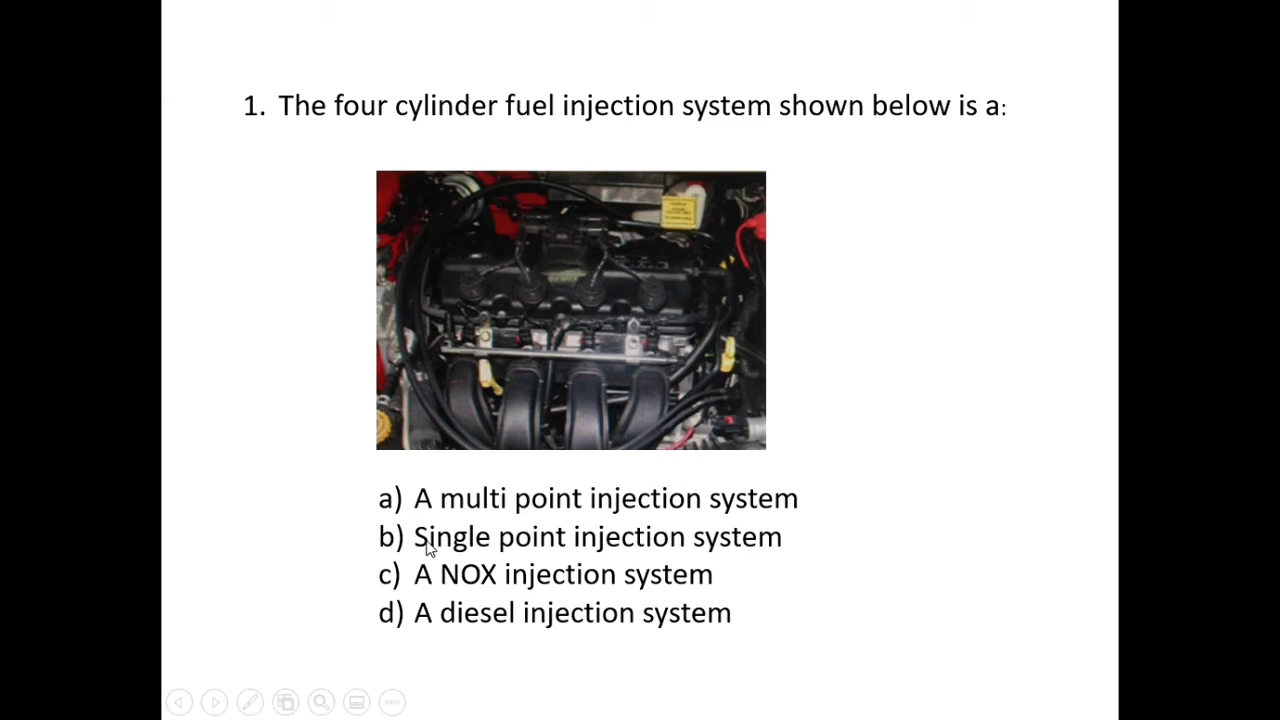 1. The four cylinder fuel injection system shown below is a:
a) A multi point injection system
b) Single point injection system
c) A NOX injection system
d) A diesel injection system